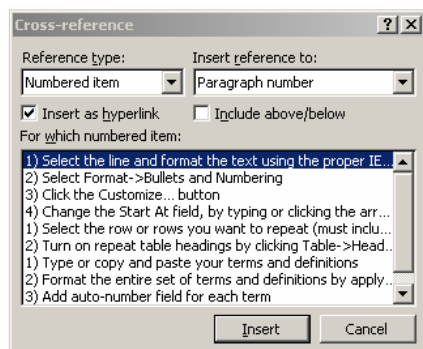 Cross-reference
Reference type: Insert reference to:
Numbered item Paragraph number
Insert as hyperlink Include above/below
For which numbered item:
1) Select the line and format the text using the proper IE...
2) Select Format->Bullets and Numbering
3) Click the Customize... button
4) Change the Start At field, by typing or clicking the arr...
1) Select the row or rows you want to repeat (must inclu...
2) Turn on repeat table headings by clicking Table->Head...
1) Type or copy and paste your terms and definitions
2) Format the entire set of terms and definitions by apply...
3) Add auto-number field for each term
Insert Cancel